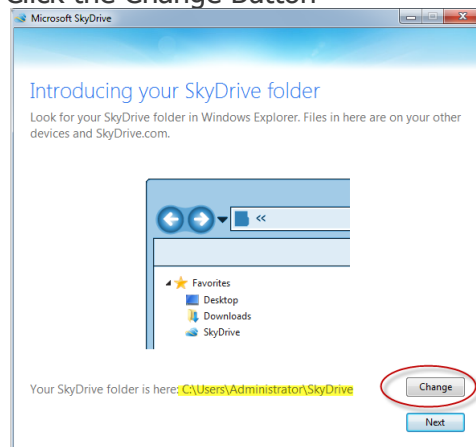 Click the Change Button
Microsoft SkyDrive
Introducing your SkyDrive folder
Look for your SkyDrive folder in Windows Explorer. Files in here are on your other
devices and SkyDrive.com.
«
Favorites
Desktop
Downloads
SkyDrive
Your SkyDrive folder is here: C:\Users\Administrator\SkyDrive
Change
Next